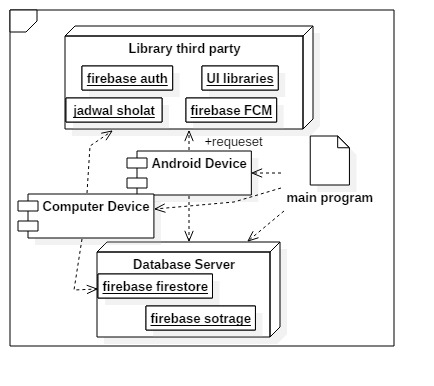 Library third party
firebase auth
UI libraries
jadwal sholat
firebase FCM
+requeset
Android Device
main program
Computer Device
Database Server
firebase firestore
firebase sotrage